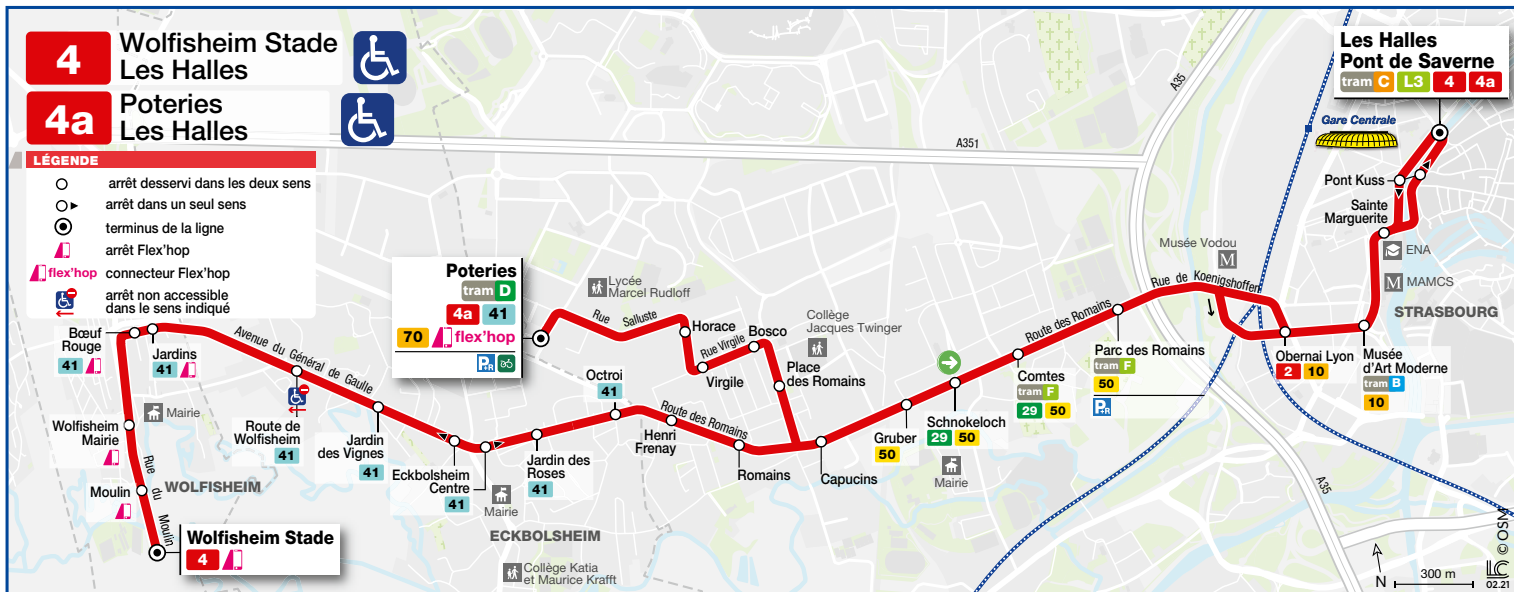 4
Wolfisheim Stade
Les Halles
4a
Poteries
Les Halles
LÉGENDE
arrêt desservi dans les deux sens
arrêt dans un seul sens
terminus de la ligne
arrêt Flex'hop
flex'hop connecteur Flex'hop
arrêt non accessible
dans le sens indiqué
Bœuf
Rouge
41
Jardins
41
Avenue du Général de Gaulle
Mairie
Wolfisheim
Mairie
Moulin
Rue du Moulin
WOLFISHEIM
Wolfisheim Stade
4
Route de
Wolfisheim
41
Jardin
des Vignes
41
Eckbolsheim
Centre
41
Mairie
Jardin des
Roses
41
ECKBOLSHEIM
Collège Katia
et Maurice Krafft
Octroi
41
Route des Romains
Henri
Frenay
Romains
Capucins
Poteries
tram D
4a 41
70 flex'hop
P+R
Lycée
Marcel Rudloff
Rue Salluste
Horace
Rue Virgile
Virgile
Bosco
Collège
Jacques Twinger
Place
des Romains
Gruber
50
Schnokeloch
29 50
Mairie
Comtes
tram F
29 50
Route des Romains
Parc des Romains
tram F
50
P+R
A351
A35
A35
Musée Vodou
M
Rue de Koenigshoffen
Obernai Lyon
2 10
Musée
d'Art Moderne
tram B
10
STRASBOURG
M MAMCS
ENA
Sainte
Marguerite
Pont Kuss
Gare Centrale
Les Halles
Pont de Saverne
tram C L3 4 4a
N
300 m
LC
02.21
© OSM